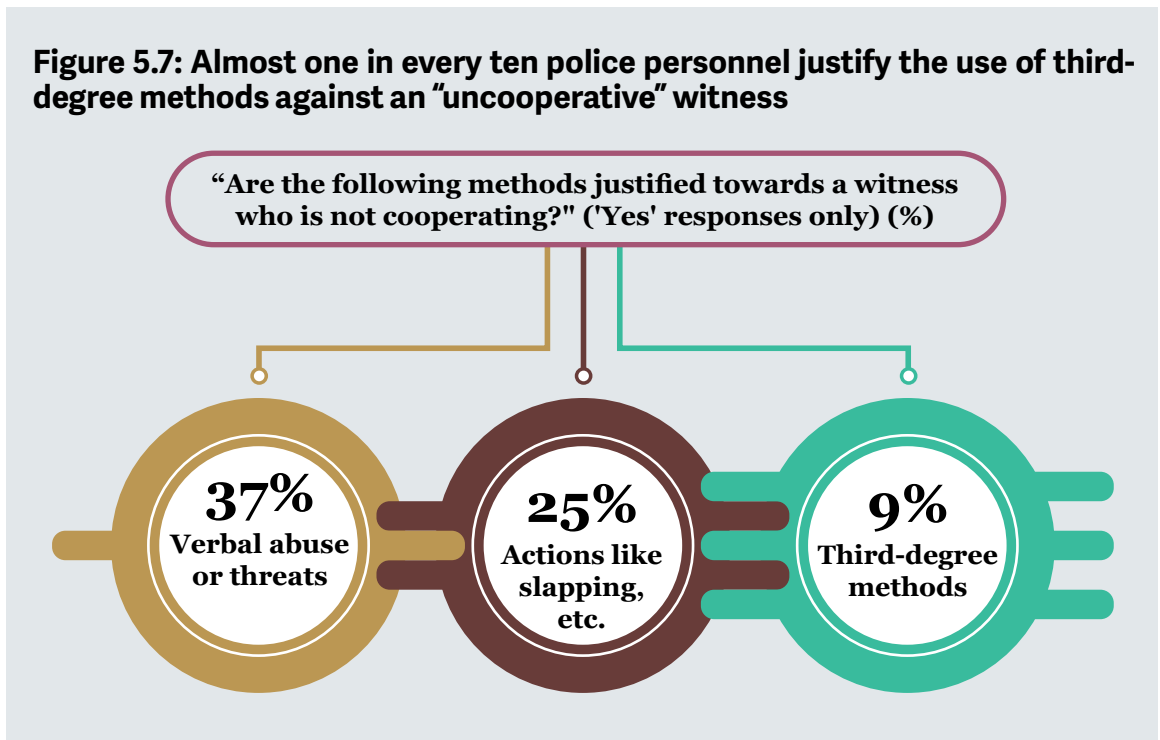 Figure 5.7: Almost one in every ten police personnel justify the use of third-
degree methods against an “uncooperative” witness
“Are the following methods justified towards a witness
who is not cooperating?" ('Yes' responses only) (%)
37%
Verbal abuse
or threats
25%
Actions like
slapping,
etc.
9%
Third-degree
methods